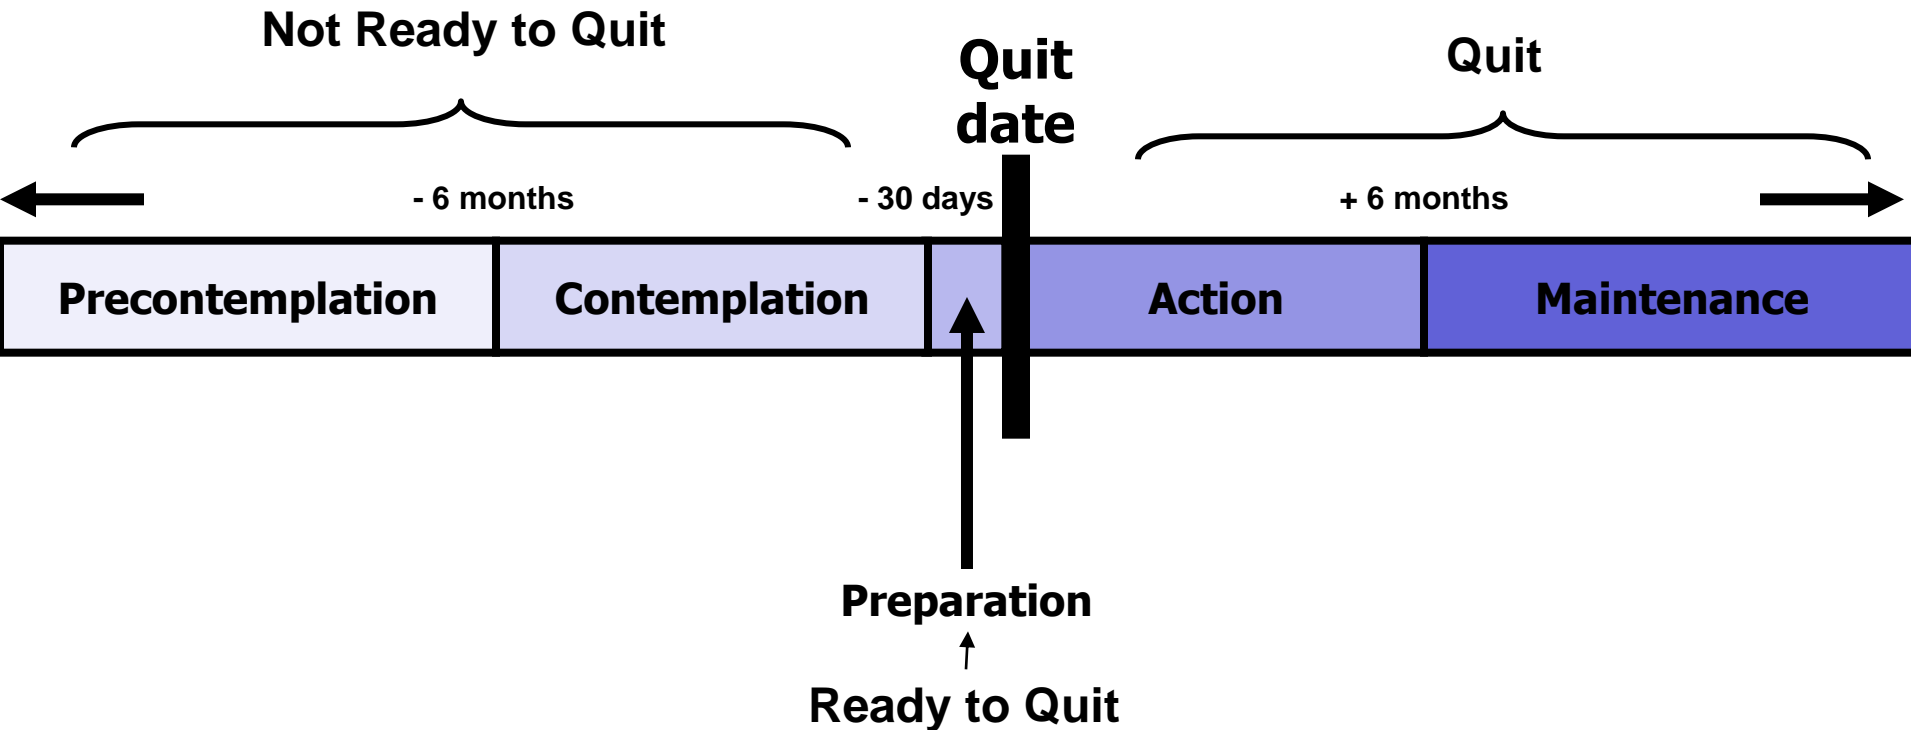 Not Ready to Quit
Quit
date
Quit
- 6 months
- 30 days
+ 6 months
Precontemplation
Contemplation
Action
Maintenance
Preparation
Ready to Quit